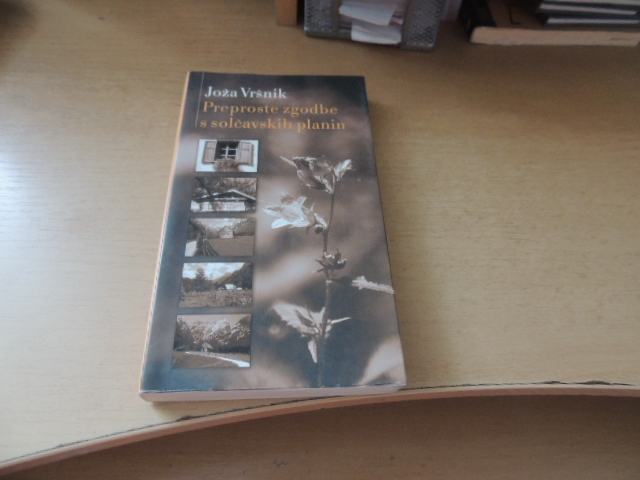 Joža Vršnik
Preproste zgodbe
s solčavskih planin